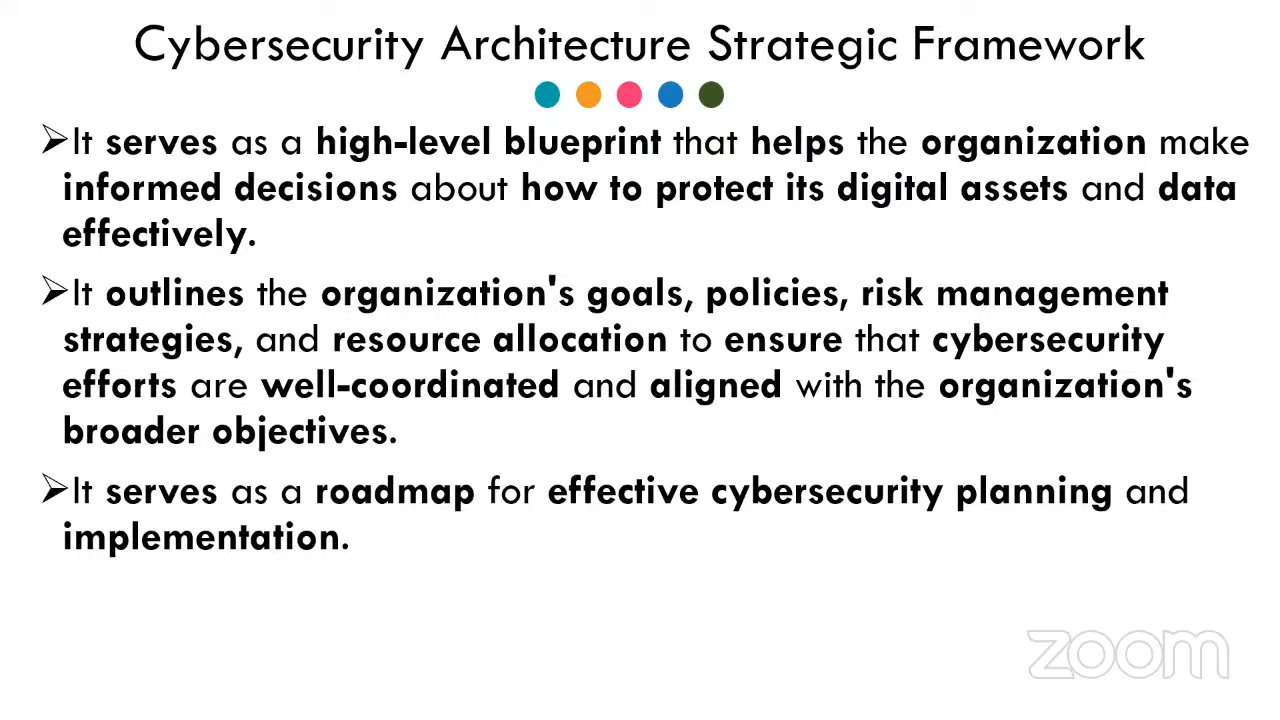 Cybersecurity Architecture Strategic Framework
It serves as a high-level blueprint that helps the organization make
informed decisions about how to protect its digital assets and data
effectively.
It outlines the organization's goals, policies, risk management
strategies, and resource allocation to ensure that cybersecurity
efforts are well-coordinated and aligned with the organization's
broader objectives.
It serves as a roadmap for effective cybersecurity planning and
implementation.
zoom